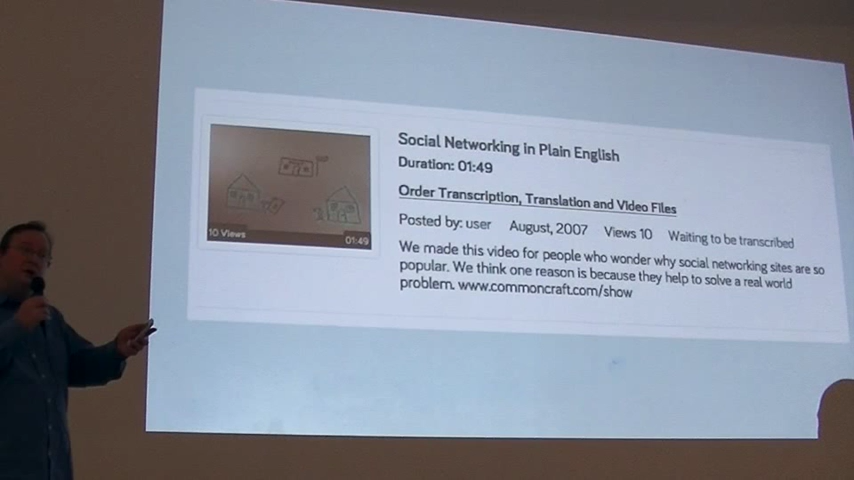 Social Networking in Plain English
Duration: 01:49
Order Transcription, Translation and Video Files
Posted by: user August, 2007 Views 10 Waiting to be transcribed
We made this video for people who wonder why social networking sites are so
popular. We think one reason is because they help to solve a real world
problem. www.commoncraft.com/show
10 Views 01:49